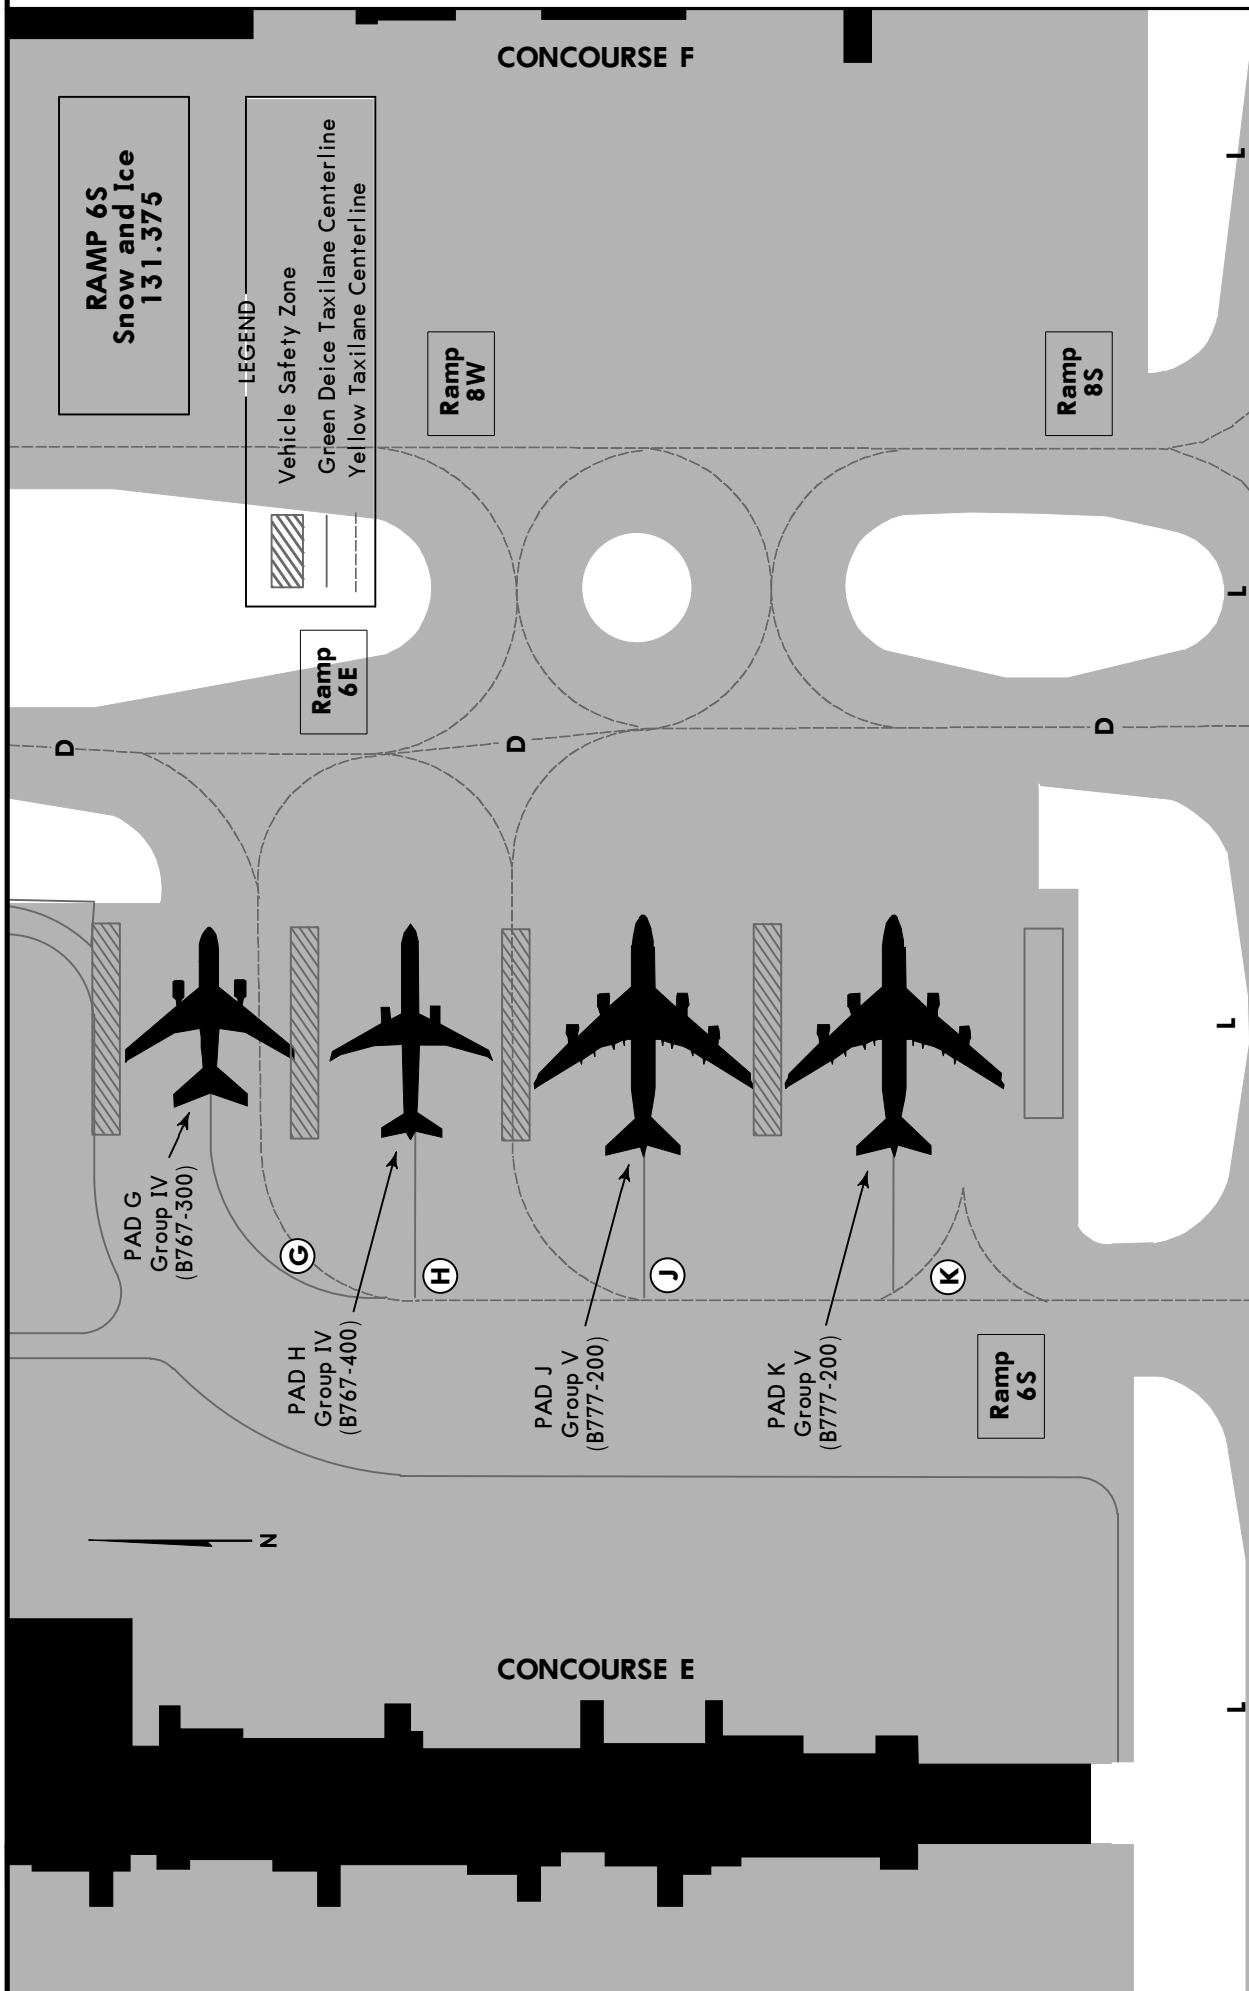 CONCOURSE F
RAMP 6S
Snow and Ice
131.375
LEGEND
Vehicle Safety Zone
Green Deice Taxilane Centerline
Yellow Taxilane Centerline
Ramp
8W
Ramp
8S
Ramp
6E
D
D
D
L
L
L
L
PAD G
Group IV
(B767-300)
PAD H
Group IV
(B767-400)
PAD J
Group V
(B777-200)
PAD K
Group V
(B777-200)
G
H
J
K
Ramp
6S
N
CONCOURSE E